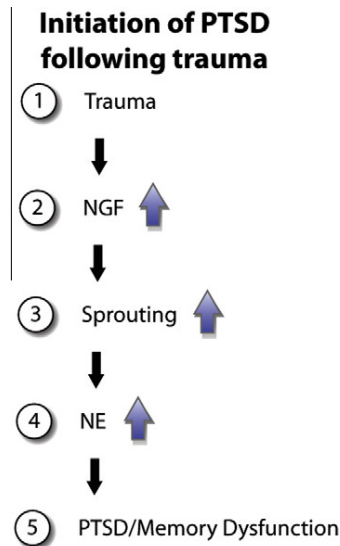 Initiation of PTSD
following trauma
1 Trauma
2 NGF
3 Sprouting
4 NE
5 PTSD/Memory Dysfunction